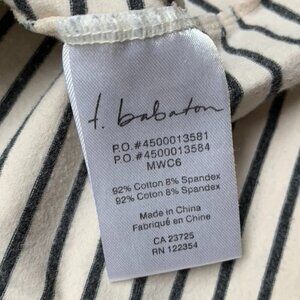 t. babaton
P.O.#4500013581
P.O.#4500013584
MWC6
92% Cotton 8% Spandex
92% Cotton 8% Spandex
Made in China
Fabriqué en Chine
CA 23725
RN 122354